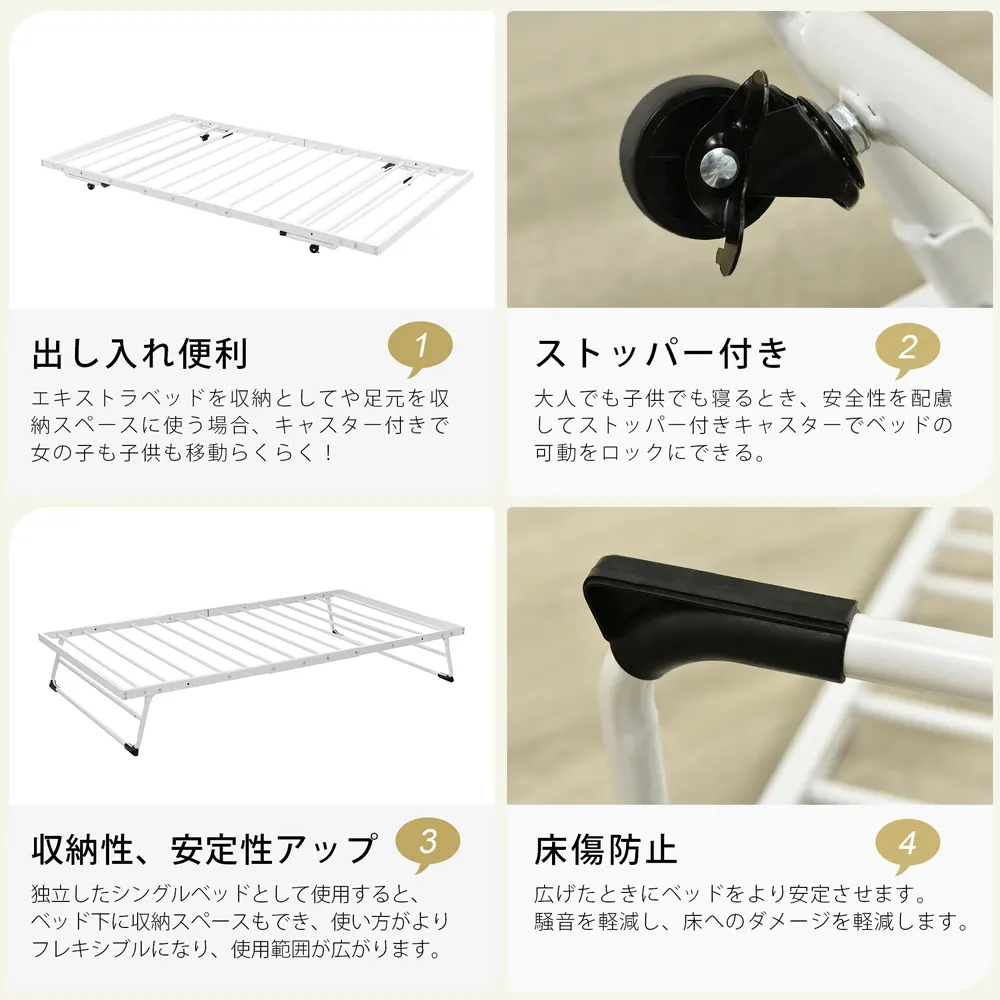 出し入れ便利
1
エキストラベッドを収納としてや足元を収
納スペースに使う場合、キャスター付きで
女の子も子供も移動らくらく！
ストッパー付き
2
大人でも子供でも寝るとき、安全性を配慮
してストッパー付きキャスターでベッドの
可動をロックにできる。
収納性、安定性アップ
3
独立したシングルベッドとして使用すると、
ベッド下に収納スペースもでき、使い方がより
フレキシブルになり、使用範囲が広がります。
床傷防止
4
広げたときにベッドをより安定させます。
騒音を軽減し、床へのダメージを軽減します。